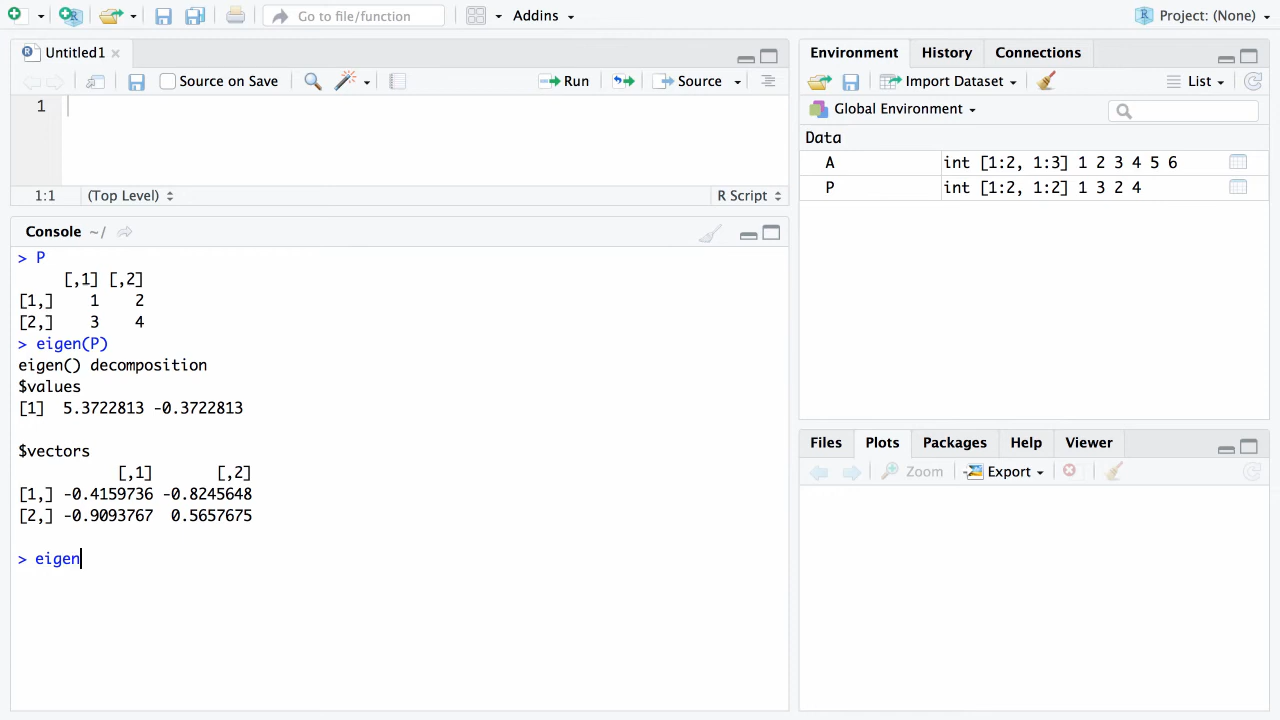 Go to file/function
Addins
Project: (None)
Untitled1
Source on Save
Run
Source
1
1:1 (Top Level) R Script
Console ~/
> P
[,1] [,2]
[1,] 1 2
[2,] 3 4
> eigen(P)
eigen() decomposition
$values
[1] 5.3722813 -0.3722813
$vectors
[,1] [,2]
[1,] -0.4159736 -0.8245648
[2,] -0.9093767 0.5657675
> eigen
Environment History Connections
Import Dataset List
Global Environment
Data
A int [1:2, 1:3] 1 2 3 4 5 6
P int [1:2, 1:2] 1 3 2 4
Files Plots Packages Help Viewer
Zoom Export